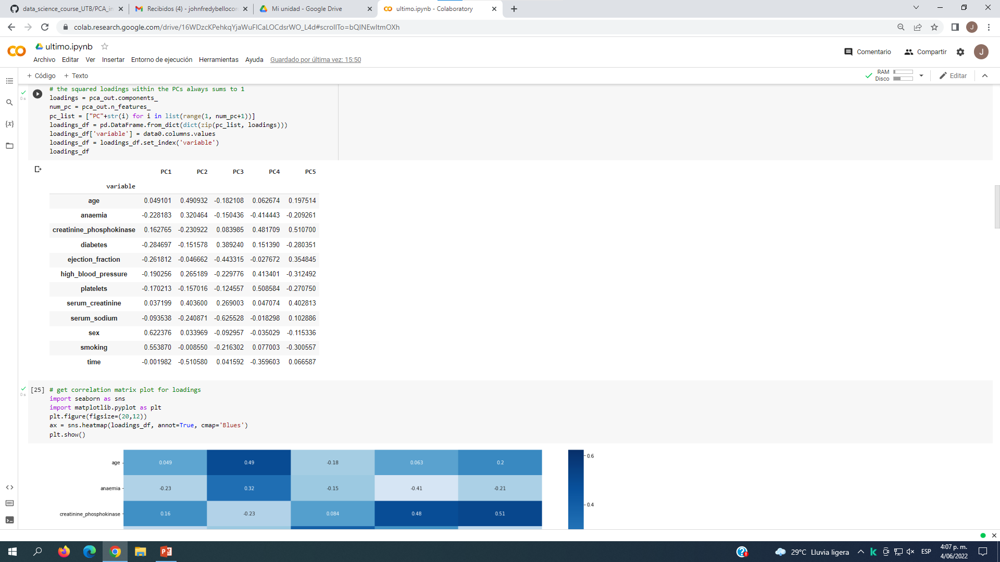 data_science_course_UTB/PCA_in
Recibidos (4) - johnfredybellocor
Mi unidad - Google Drive
ultimo.ipynb - Colaboratory
colab.research.google.com/drive/16WDzcKPehkqYjaWuFlCaLOCdsrWO_L4d#scrollTo=bQlNEwItmOXh
J
ultimo.ipynb
Archivo Editar Ver Insertar Entorno de ejecución Herramientas Ayuda Guardado por última vez: 15:50
Comentario Compartir J
+ Código + Texto
RAM
Disco
Editar
0 s
# the squared loadings within the PCs always sums to 1
loadings = pca_out.components_
num_pc = pca_out.n_features_
pc_list = ["PC"+str(i) for i in list(range(1, num_pc+1))]
loadings_df = pd.DataFrame.from_dict(dict(zip(pc_list, loadings)))
loadings_df['variable'] = data0.columns.values
loadings_df = loadings_df.set_index('variable')
loadings_df
{x}
PC1 PC2 PC3 PC4 PC5
variable
age 0.049101 0.490932 -0.182108 0.062674 0.197514
anaemia -0.228183 0.320464 -0.150436 -0.414443 -0.209261
creatinine_phosphokinase 0.162765 -0.230922 0.083985 0.481709 0.510700
diabetes -0.284697 -0.151578 0.389240 0.151390 -0.280351
ejection_fraction -0.261812 -0.046662 -0.443315 -0.027672 0.354845
high_blood_pressure -0.190256 0.265189 -0.229776 0.413401 -0.312492
platelets -0.170213 -0.157016 -0.124557 0.508584 -0.270750
serum_creatinine 0.037199 0.403600 0.269003 0.047074 0.402813
serum_sodium -0.093538 -0.240871 -0.625528 -0.018298 0.102886
sex 0.622376 0.033969 -0.092957 -0.035029 -0.115336
smoking 0.553870 -0.008550 -0.216302 0.077003 -0.300557
time -0.001982 -0.510580 0.041592 -0.359603 0.066587
0 s
[25] # get correlation matrix plot for loadings
import seaborn as sns
import matplotlib.pyplot as plt
plt.figure(figsize=(20,12))
ax = sns.heatmap(loadings_df, annot=True, cmap='Blues')
plt.show()
age 0.049 0.49 -0.18 0.063 0.2
0.6
anaemia -0.23 0.32 -0.15 -0.41 -0.21
0.4
creatinine_phosphokinase 0.16 -0.23 0.084 0.48 0.51
29°C Lluvia ligera
ESP
4:07 p. m.
4/06/2022